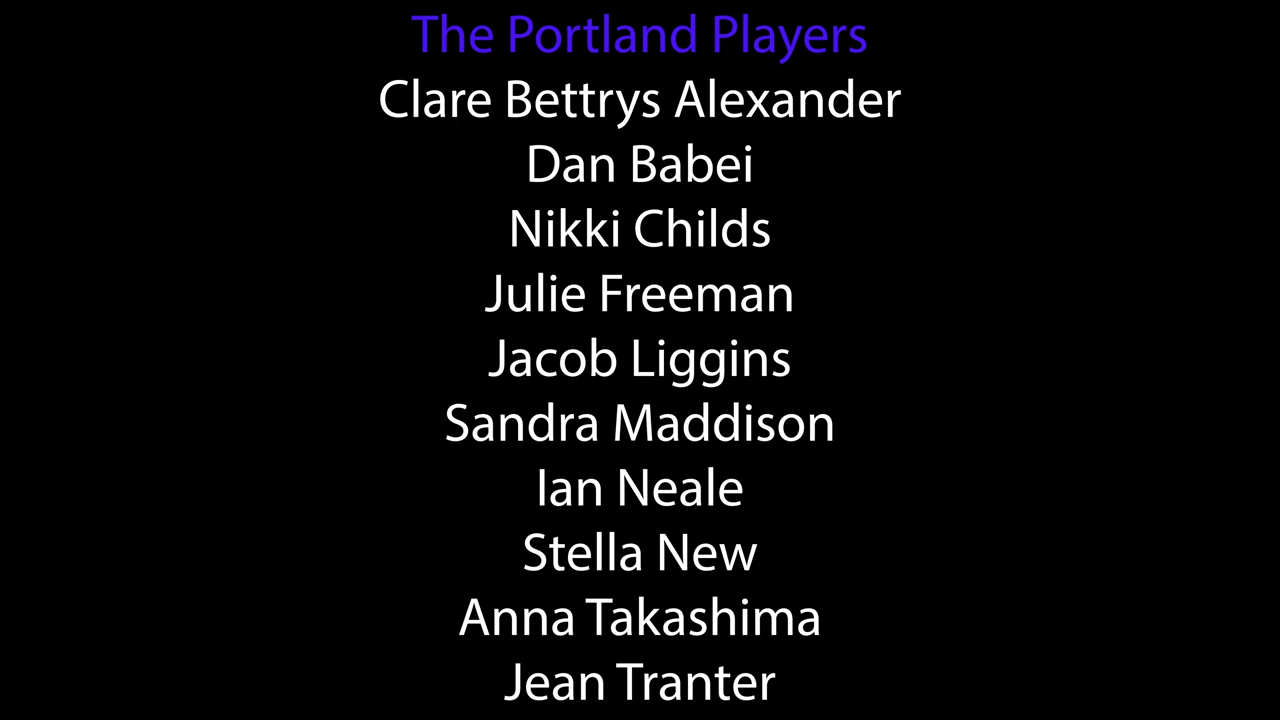 The Portland Players
Clare Bettrys Alexander
Dan Babei
Nikki Childs
Julie Freeman
Jacob Liggins
Sandra Maddison
Ian Neale
Stella New
Anna Takashima
Jean Tranter